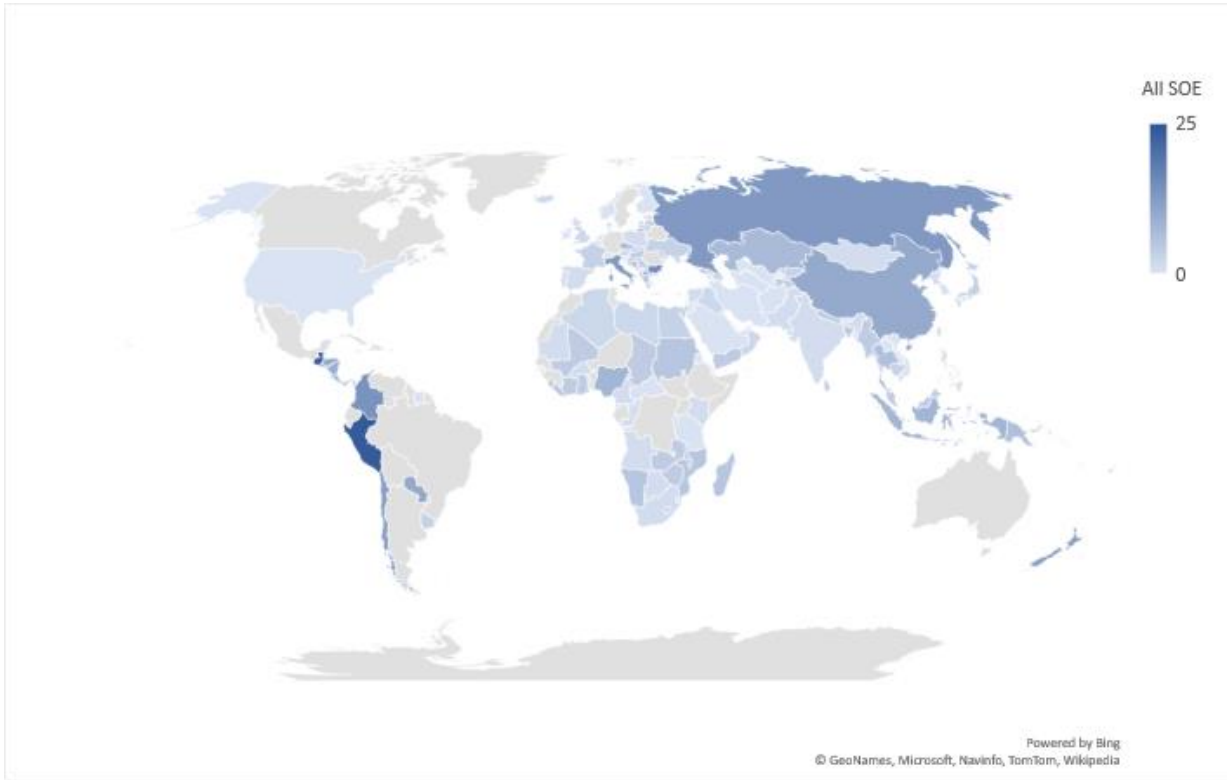 All SOE
25
0
Powered by Bing
© GeoNames, Microsoft, Navinfo, TomTom, Wikipedia